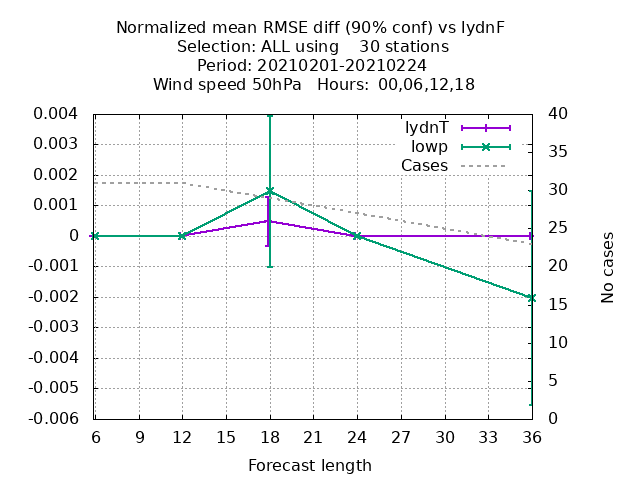 Normalized mean RMSE diff (90% conf) vs lydnF
Selection: ALL using    30 stations
Period: 20210201-20210224
Wind speed 50hPa   Hours: 00,06,12,18
0.004
0.003
0.002
0.001
0
-0.001
-0.002
-0.003
-0.004
-0.005
-0.006
lydnT
lowp
Cases
40
35
30
25
20
15
10
5
0
No cases
6 9 12 15 18 21 24 27 30 33 36
Forecast length